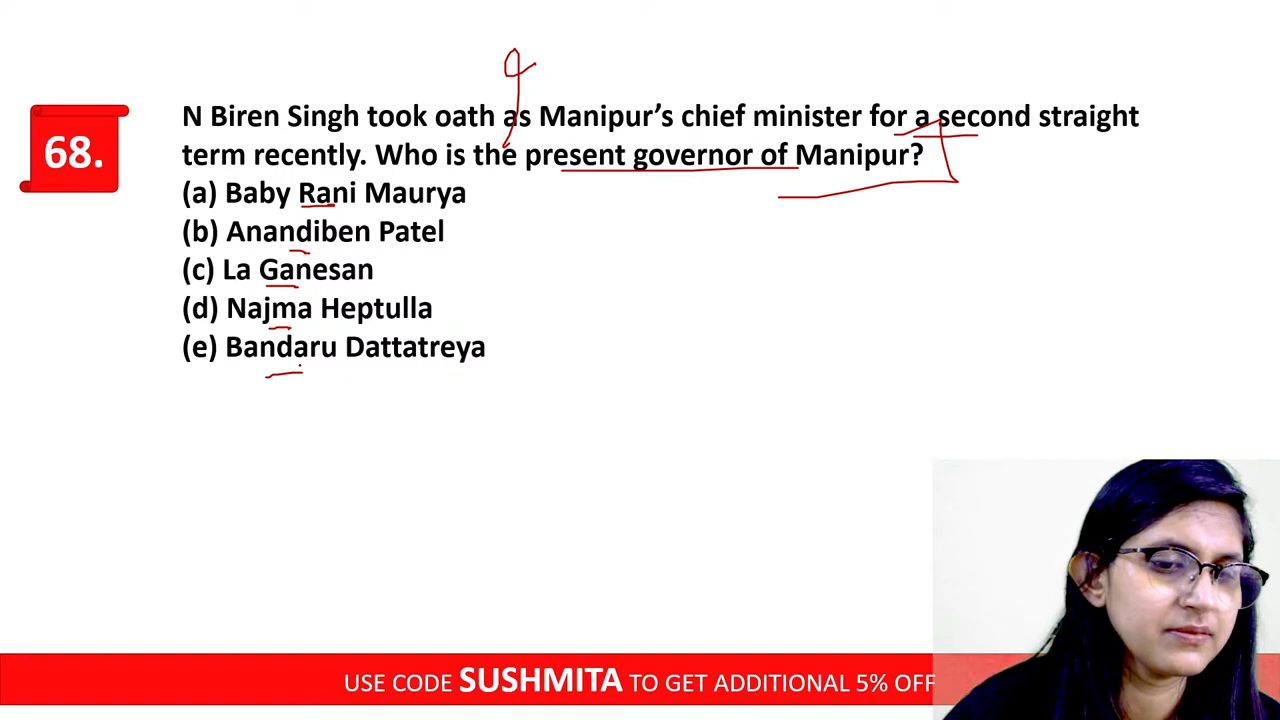 68.
N Biren Singh took oath as Manipur’s chief minister for a second straight
term recently. Who is the present governor of Manipur?
(a) Baby Rani Maurya
(b) Anandiben Patel
(c) La Ganesan
(d) Najma Heptulla
(e) Bandaru Dattatreya
USE CODE SUSHMITA TO GET ADDITIONAL 5% OFF